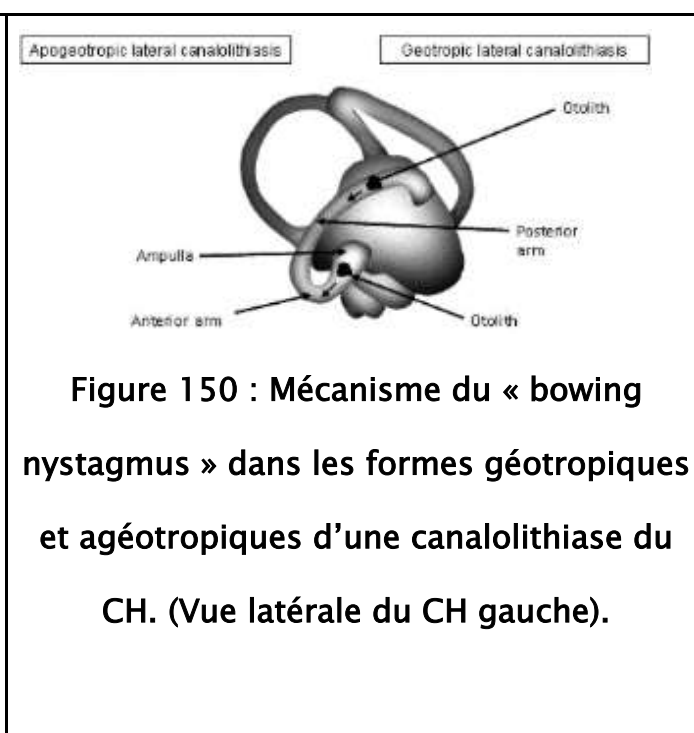 Apogeotropic lateral canalolithiasis
Geotropic lateral canalolithiasis
Otolith
Posterior
arm
Ampulla
Anterior arm
Otolith
Figure 150 : Mécanisme du « bowing
nystagmus » dans les formes géotropiques
et agéotropiques d’une canalolithiase du
CH. (Vue latérale du CH gauche).